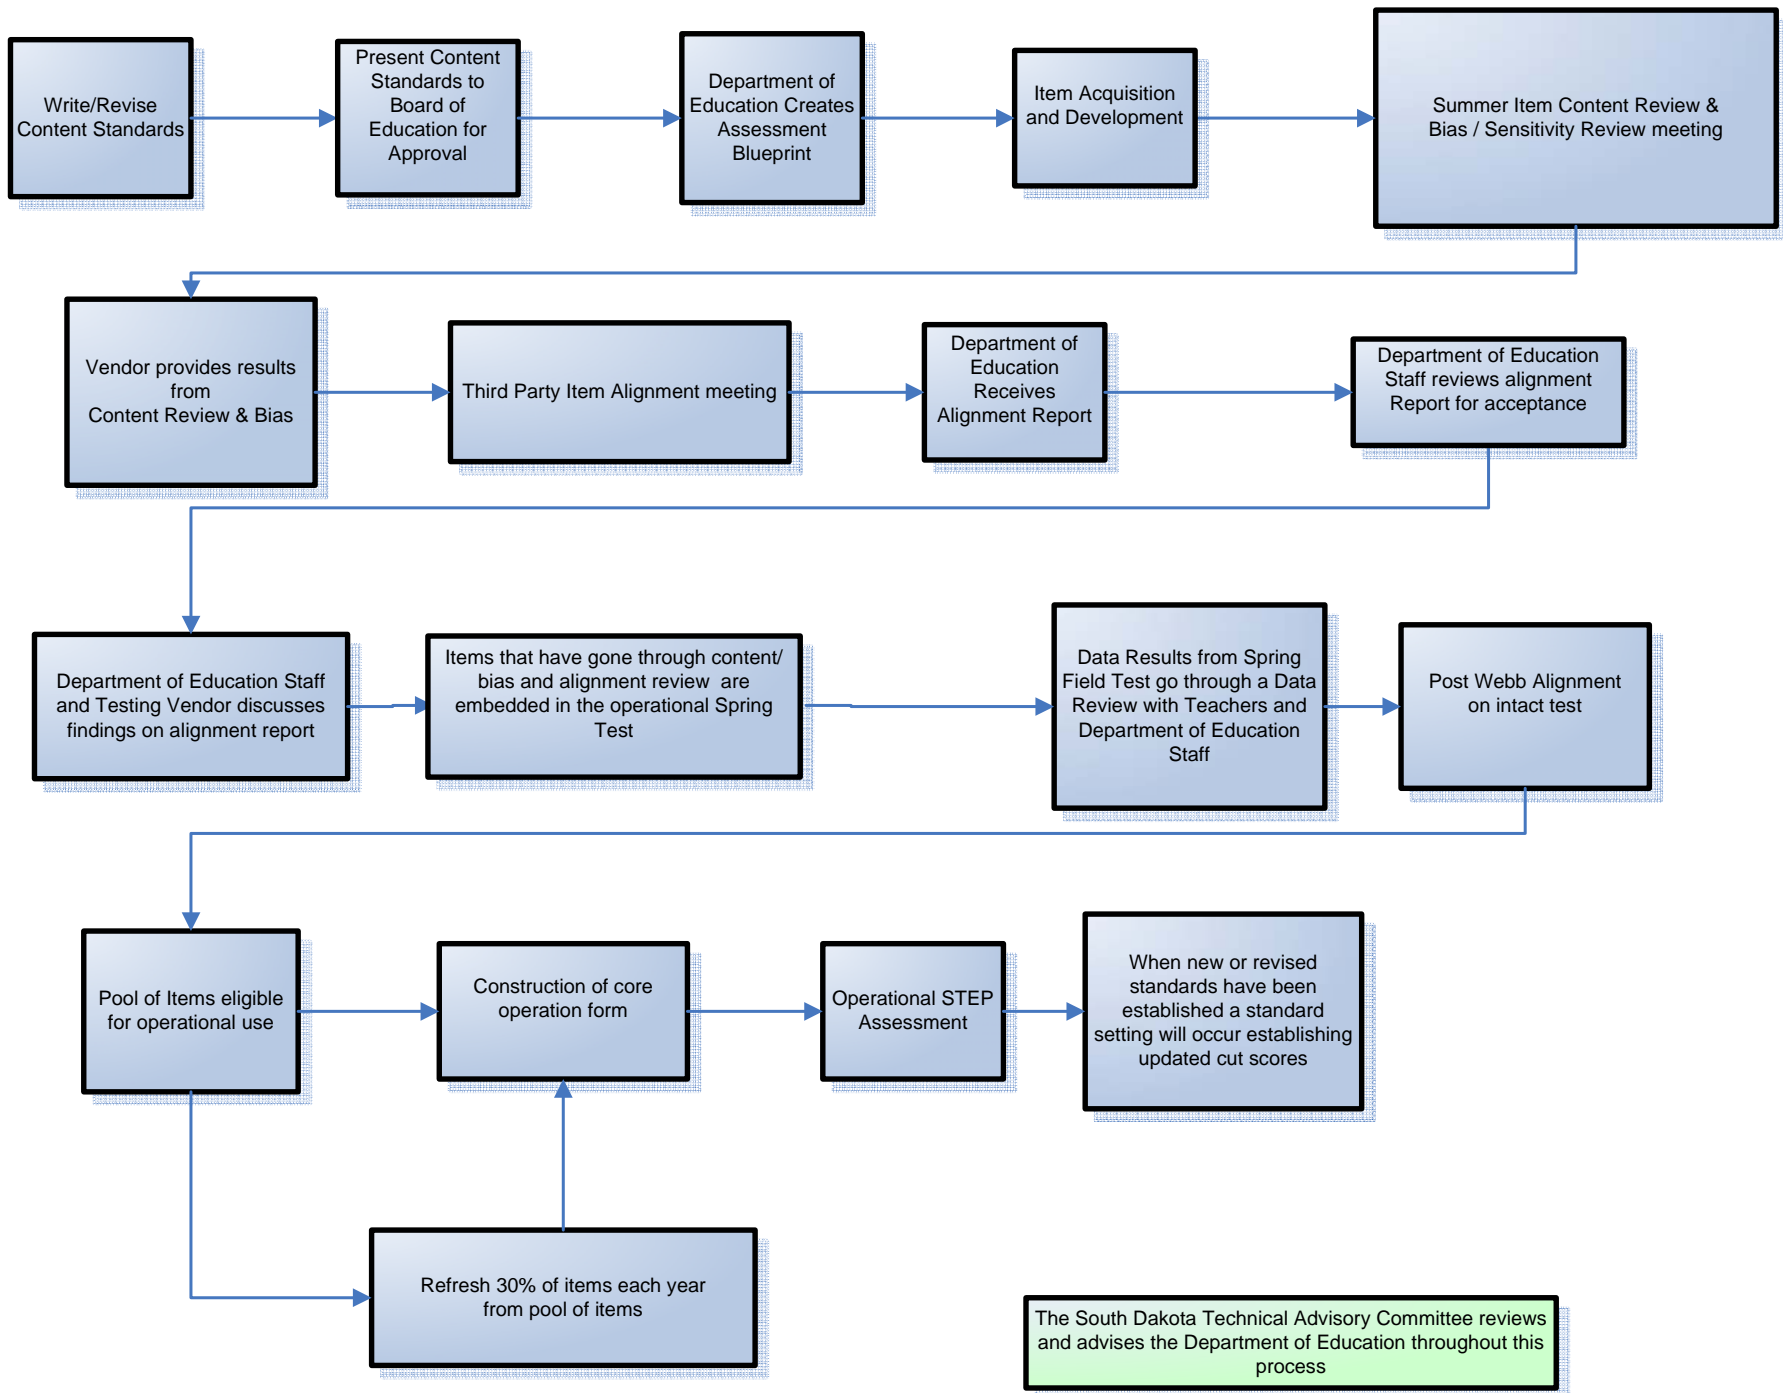 Write/Revise
Content Standards
Present Content
Standards to
Board of
Education for
Approval
Department of
Education Creates
Assessment
Blueprint
Item Acquisition
and Development
Summer Item Content Review &
Bias / Sensitivity Review meeting
Vendor provides results
from
Content Review & Bias
Third Party Item Alignment meeting
Department of
Education
Receives
Alignment Report
Department of Education
Staff reviews alignment
Report for acceptance
Department of Education Staff
and Testing Vendor discusses
findings on alignment report
Items that have gone through content/
bias and alignment review are
embedded in the operational Spring
Test
Data Results from Spring
Field Test go through a Data
Review with Teachers and
Department of Education
Staff
Post Webb Alignment
on intact test
Pool of Items eligible
for operational use
Construction of core
operation form
Operational STEP
Assessment
When new or revised
standards have been
established a standard
setting will occur establishing
updated cut scores
Refresh 30% of items each year
from pool of items
The South Dakota Technical Advisory Committee reviews
and advises the Department of Education throughout this
process